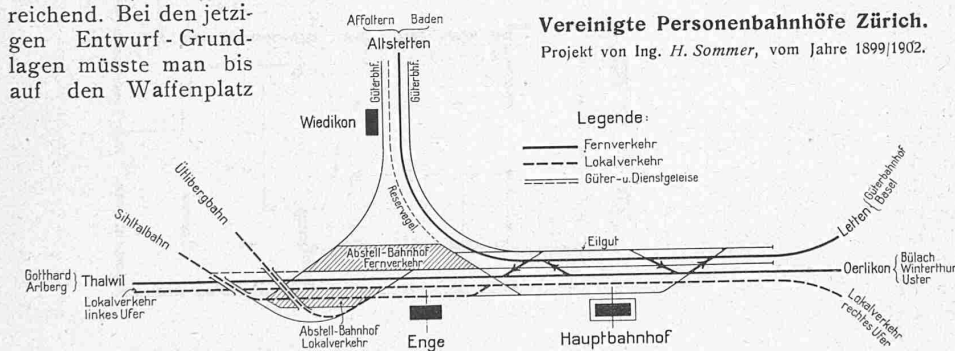 reichend. Bei den jetzi-
gen Entwurf-Grund-
lagen müsste man bis
auf den Waffenplatz
Vereinigte Personenbahnhöfe Zürich.
Projekt von Ing. H. Sommer, vom Jahre 1899/1902.
Affoltern Baden
Altstetten
Güterbhf.
Güterbhf.
Wiedikon
Legende:
Fernverkehr
Lokalverkehr
Güter-u. Dienstgeleise
Reservegel.
Ütlibergbahn
Sihltalbahn
Abstell-Bahnhof
Fernverkehr
Eilgut
Letten
Güterbahnhof
Basel
Gotthard
Arlberg
Thalwil
Oerlikon
Bülach
Winterthur
Uster
Lokalverkehr
linkes Ufer
Abstell-Bahnhof
Lokalverkehr
Enge
Hauptbahnhof
Lokalverkehr
rechtes Ufer